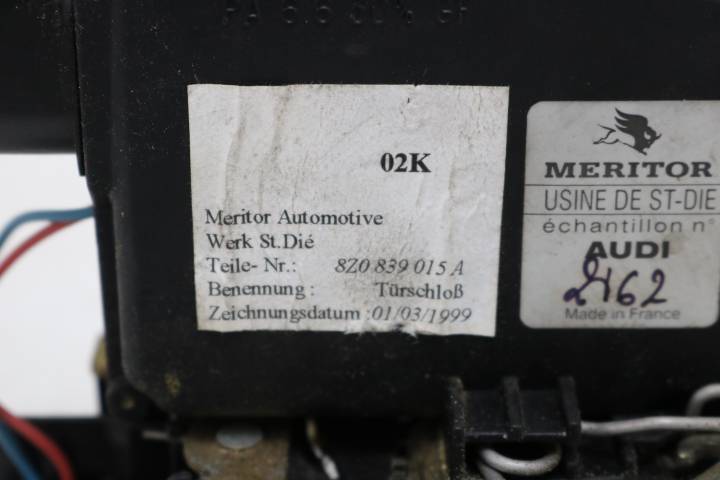 02K
Meritor Automotive
Werk St.Dié
Teile- Nr.: 8Z0 839 015 A
Benennung : Türschloß
Zeichnungsdatum :01/03/1999
MERITOR
USINE DE ST-DIE
échantillon n°
AUDI
2162
Made in France